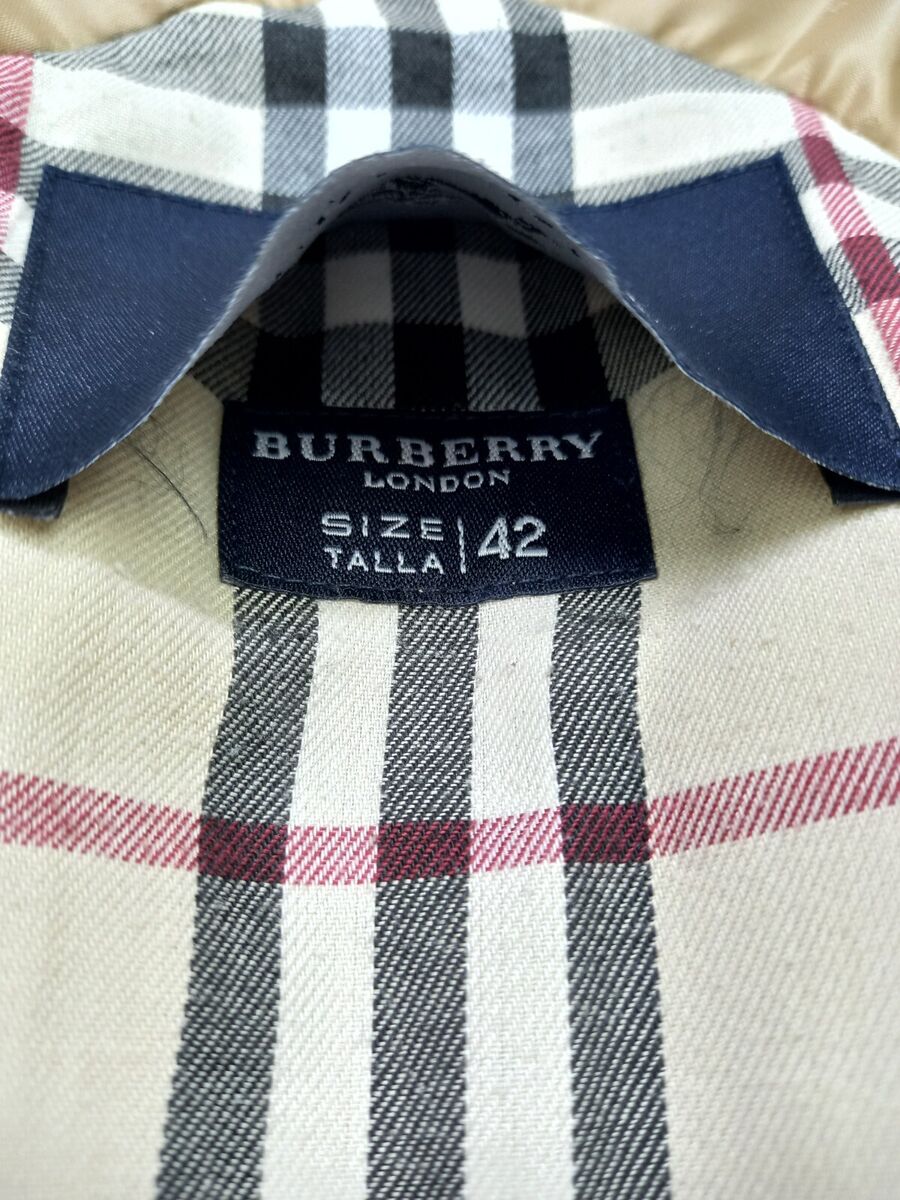 BURBERRY
LONDON
SIZE
TALLA
42